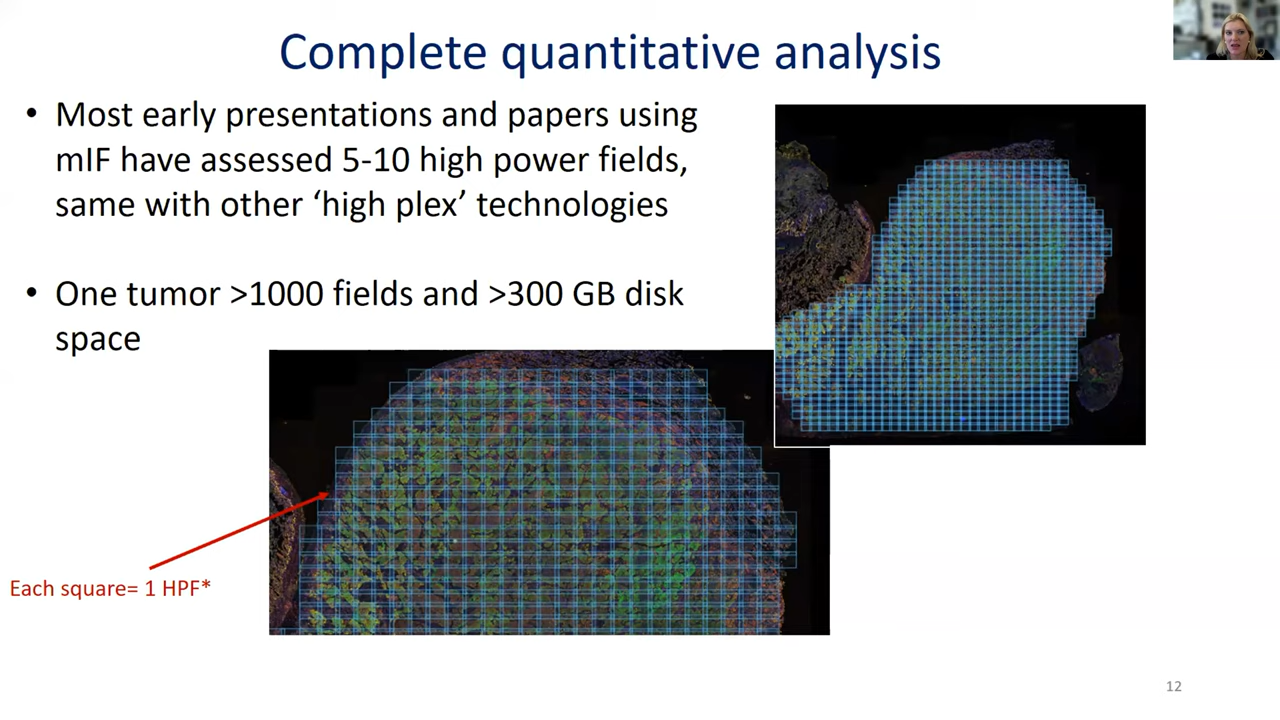 Complete quantitative analysis
• Most early presentations and papers using
mIF have assessed 5-10 high power fields,
same with other ‘high plex’ technologies
• One tumor >1000 fields and >300 GB disk
space
Each square= 1 HPF*
12